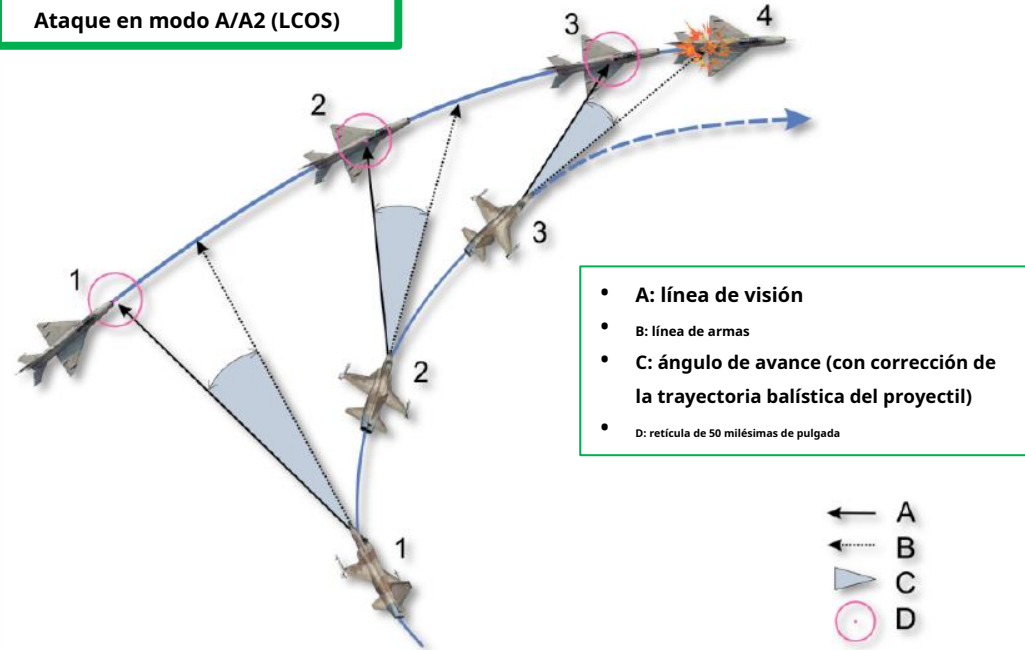 Ataque en modo A/A2 (LCOS)
3
4
2
1
3
2
1
• A: línea de visión
• B: línea de armas
• C: ángulo de avance (con corrección de
la trayectoria balística del proyectil)
• D: retícula de 50 milésimas de pulgada
A
B
C
D